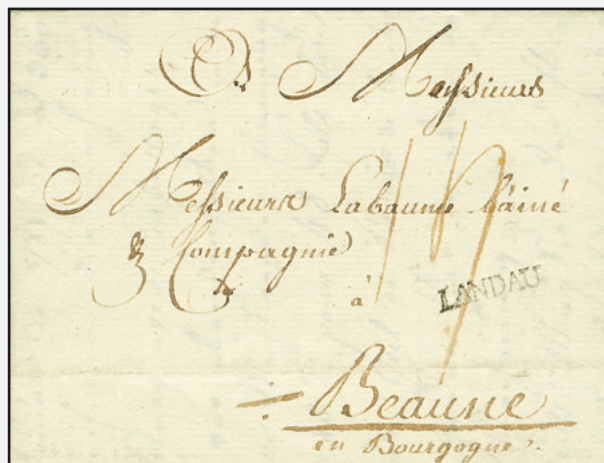 A Messieurs
Messieurs Labaume l'ainé
& Compagnie
à
LANDAU
Beaune
en Bourgogne.